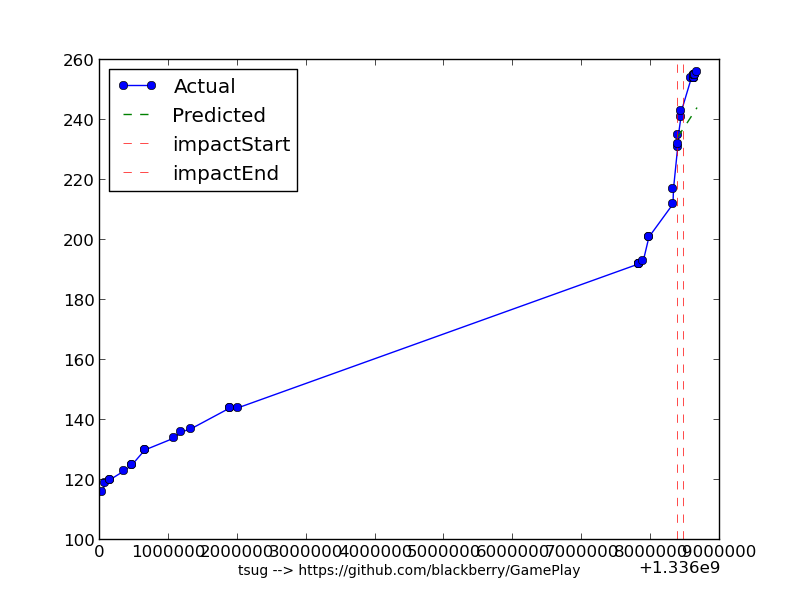 260
240
220
200
180
160
140
120
100
Actual
Predicted
impactStart
impactEnd
0 1000000 2000000 3000000 4000000 5000000 6000000 7000000 8000000 9000000
+1.336e9
tsug --> https://github.com/blackberry/GamePlay